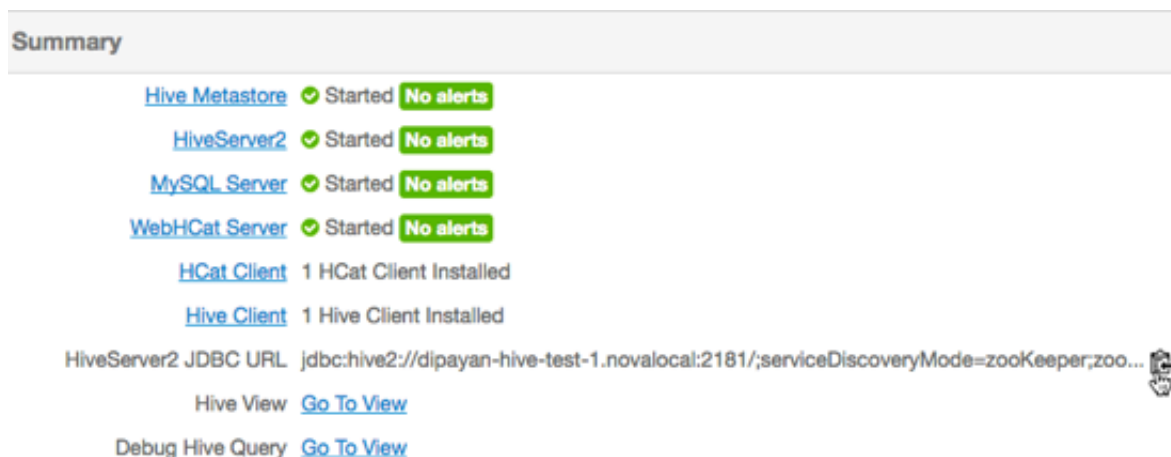 Summary
Hive Metastore Started No alerts
HiveServer2 Started No alerts
MySQL Server Started No alerts
WebHCat Server Started No alerts
HCat Client 1 HCat Client Installed
Hive Client 1 Hive Client Installed
HiveServer2 JDBC URL jdbc:hive2://dipayan-hive-test-1.novalocal:2181/;serviceDiscoveryMode=zooKeeper;zoo...
Hive View Go To View
Debug Hive Query Go To View